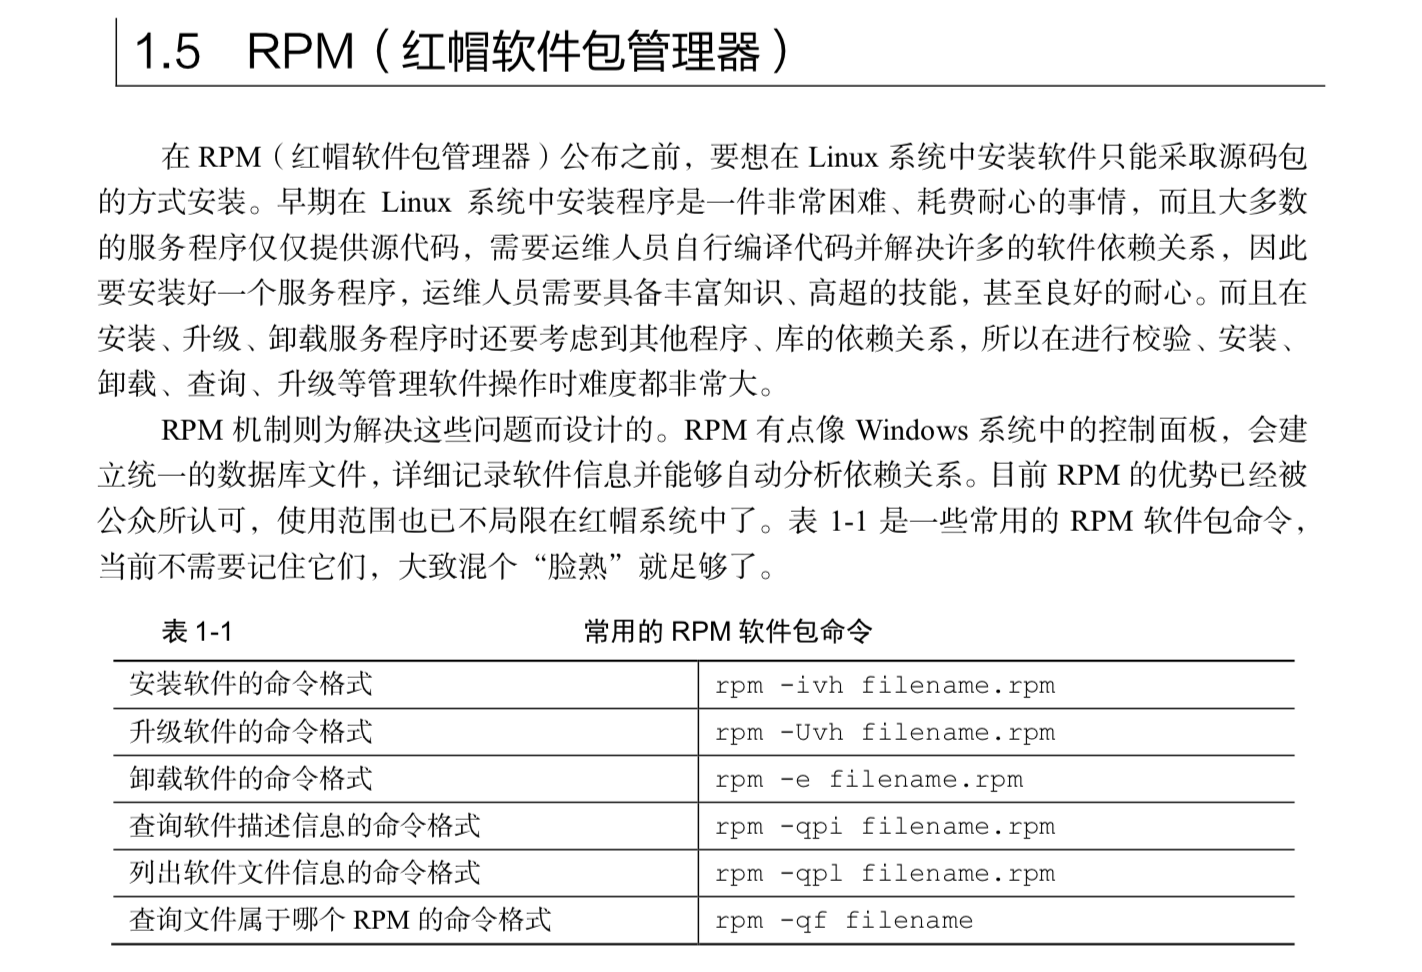 1.5 RPM（红帽软件包管理器）
在 RPM（红帽软件包管理器）公布之前，要想在 Linux 系统中安装软件只能采取源码包
的方式安装。早期在 Linux 系统中安装程序是一件非常困难、耗费耐心的事情，而且大多数
的服务程序仅仅提供源代码，需要运维人员自行编译代码并解决许多的软件依赖关系，因此
要安装好一个服务程序，运维人员需要具备丰富知识、高超的技能，甚至良好的耐心。而且在
安装、升级、卸载服务程序时还要考虑到其他程序、库的依赖关系，所以在进行校验、安装、
卸载、查询、升级等管理软件操作时难度都非常大。
RPM 机制则为解决这些问题而设计的。RPM 有点像 Windows 系统中的控制面板，会建
立统一的数据库文件，详细记录软件信息并能够自动分析依赖关系。目前 RPM 的优势已经被
公众所认可，使用范围也已不局限在红帽系统中了。表 1-1 是一些常用的 RPM 软件包命令，
当前不需要记住它们，大致混个“脸熟”就足够了。
表 1-1 常用的 RPM 软件包命令
安装软件的命令格式 rpm -ivh filename.rpm
升级软件的命令格式 rpm -Uvh filename.rpm
卸载软件的命令格式 rpm -e filename.rpm
查询软件描述信息的命令格式 rpm -qpi filename.rpm
列出软件文件信息的命令格式 rpm -qpl filename.rpm
查询文件属于哪个 RPM 的命令格式 rpm -qf filename